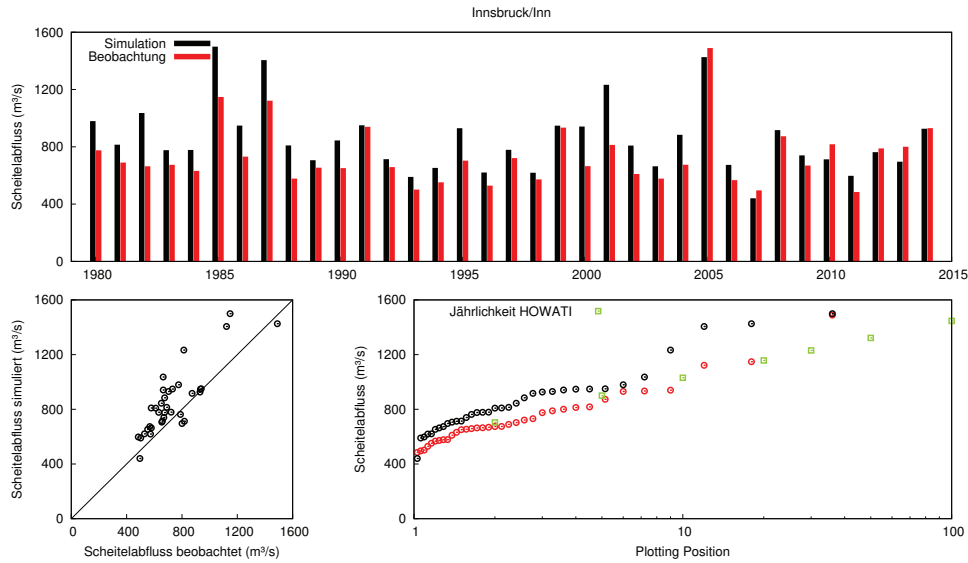 Innsbruck/Inn
Scheitelabfluss (m³/s)
1600
1200
800
400
0
Simulation
Beobachtung
1980 1985 1990 1995 2000 2005 2010 2015
Scheitelabfluss simuliert (m³/s)
1600
1200
800
400
0
0 400 800 1200 1600
Scheitelabfluss beobachtet (m³/s)
Scheitelabfluss (m³/s)
1600
1200
800
400
0
Jährlichkeit HOWATI
1 10 100
Plotting Position